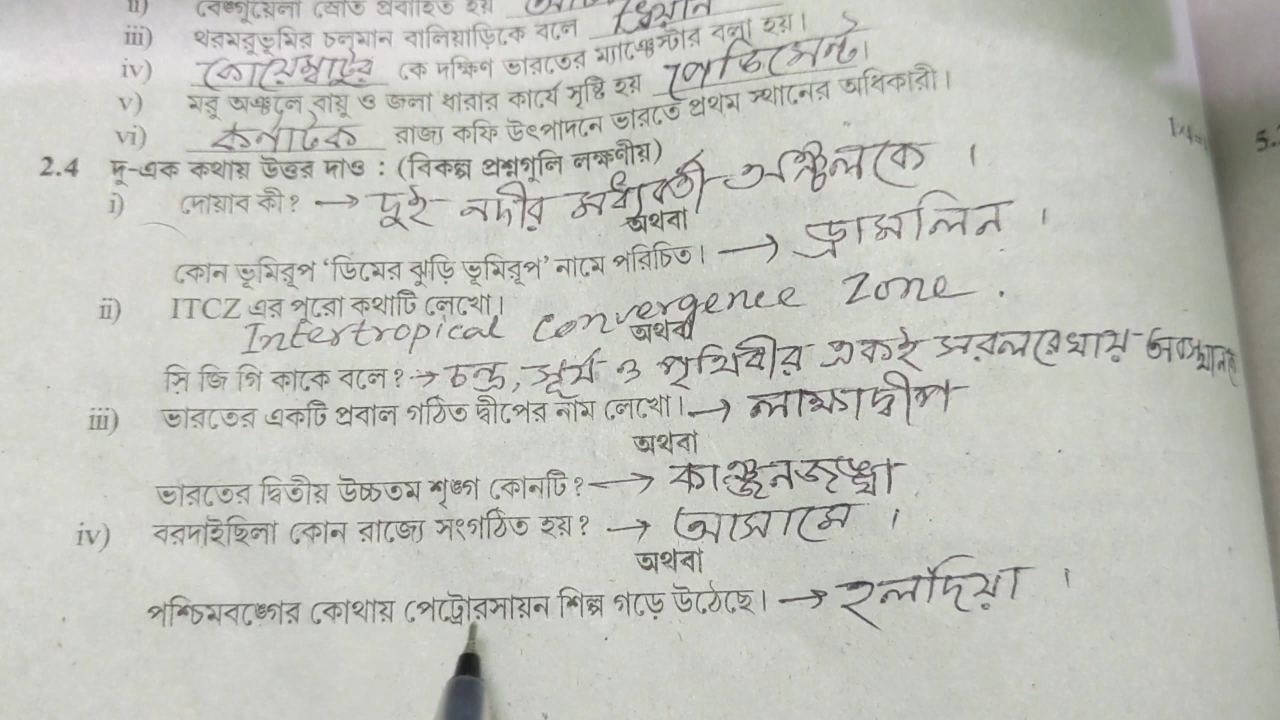 ii) বেঙ্গুয়েলা স্রোত প্রবাহিত হয়
iii) থরমরুভূমির চলমান বালিয়াড়িকে বলে ধ্রিয়ান
iv) কোয়েম্বাটুর কে দক্ষিণ ভারতের ম্যাঞ্চেস্টার বলা হয়।
v) মরু অঞ্চলে বায়ু ও জলা ধারার কার্যে সৃষ্টি হয় পেডিমেন্ট।
vi) কর্ণাটক রাজ্য কফি উৎপাদনে ভারতে প্রথম স্থানের অধিকারী।
2.4 দু-এক কথায় উত্তর দাও : (বিকল্প প্রশ্নগুলি লক্ষণীয়) 5.
i) দোয়াব কী? → দুই নদীর মধ্যবর্তী অঞ্চলকে ।
অথবা
কোন ভূমিরূপ ‘ডিমের ঝুড়ি ভূমিরূপ’ নামে পরিচিত। → ড্রামলিন ।
ii) ITCZ এর পুরো কথাটি লেখো।
Intertropical convergence Zone .
অথবা
সি জি গি কাকে বলে? → চন্দ্র, সূর্য ও পৃথিবীর একই সরলরেখায় অবস্থানকে
iii) ভারতের একটি প্রবাল গঠিত দ্বীপের নাম লেখো। → লাক্ষাদ্বীপ
অথবা
ভারতের দ্বিতীয় উচ্চতম শৃঙ্গ কোনটি? → কাঞ্চনজঙ্ঘা
iv) বরদাইছিলা কোন রাজ্যে সংগঠিত হয়? → আসামে ।
অথবা
পশ্চিমবঙ্গের কোথায় পেট্রোরসায়ন শিল্প গড়ে উঠেছে। → হলদিয়া ।